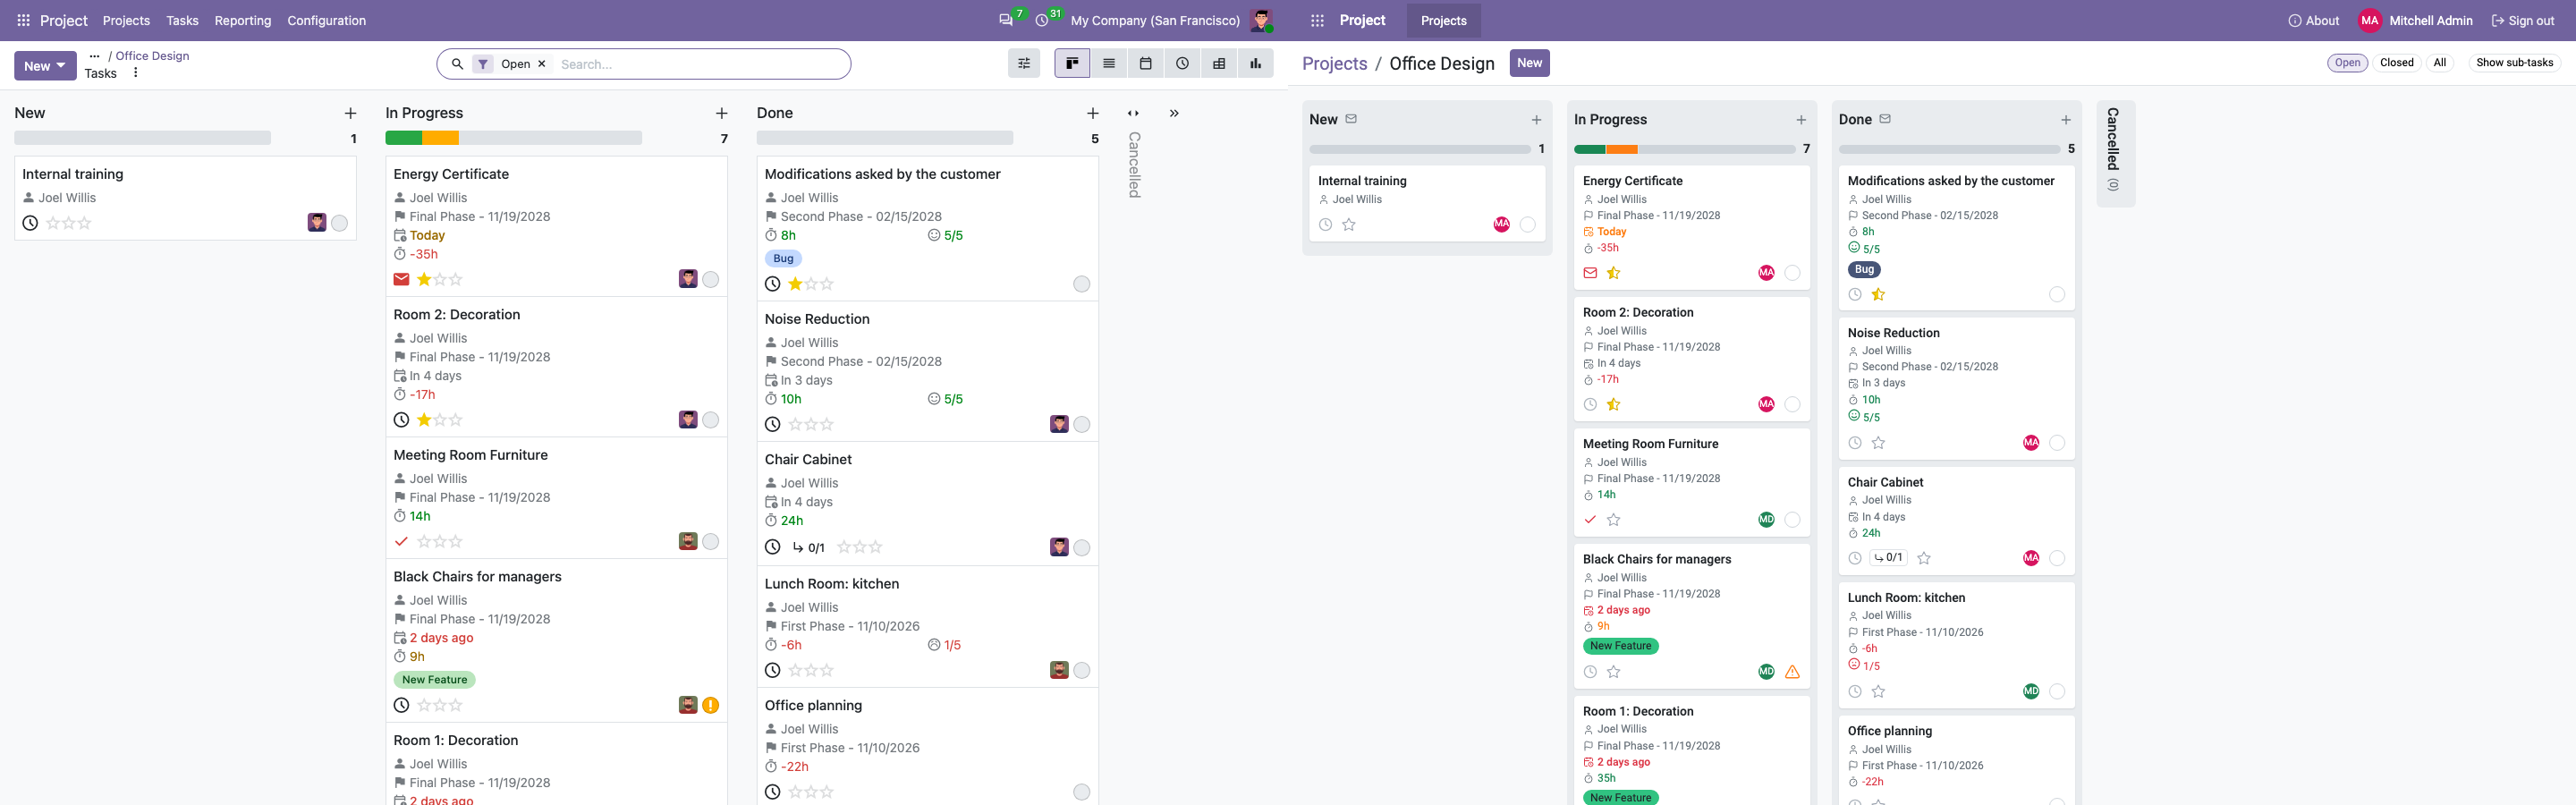 Project Projects Tasks Reporting Configuration
7 31 My Company (San Francisco)
New
... / Office Design
Tasks
Open × Search...
New
1
Internal training
Joel Willis
In Progress
7
Energy Certificate
Joel Willis
Final Phase - 11/19/2028
Today
-35h
Room 2: Decoration
Joel Willis
Final Phase - 11/19/2028
In 4 days
-17h
Meeting Room Furniture
Joel Willis
Final Phase - 11/19/2028
14h
Black Chairs for managers
Joel Willis
Final Phase - 11/19/2028
2 days ago
9h
New Feature
Room 1: Decoration
Joel Willis
Final Phase - 11/19/2028
2 days ago
Done
5
Modifications asked by the customer
Joel Willis
Second Phase - 02/15/2028
8h 5/5
Bug
Noise Reduction
Joel Willis
Second Phase - 02/15/2028
In 3 days
10h 5/5
Chair Cabinet
Joel Willis
In 4 days
24h
0/1
Lunch Room: kitchen
Joel Willis
First Phase - 11/10/2026
-6h 1/5
Office planning
Joel Willis
First Phase - 11/10/2026
-22h
Cancelled
Project Projects
About MA Mitchell Admin Sign out
Projects / Office Design New
Open Closed All Show sub-tasks
New
1
Internal training
Joel Willis
MA
In Progress
7
Energy Certificate
Joel Willis
Final Phase - 11/19/2028
Today
-35h
MA
Room 2: Decoration
Joel Willis
Final Phase - 11/19/2028
In 4 days
-17h
MA
Meeting Room Furniture
Joel Willis
Final Phase - 11/19/2028
14h
MD
Black Chairs for managers
Joel Willis
Final Phase - 11/19/2028
2 days ago
9h
New Feature
MD
Room 1: Decoration
Joel Willis
Final Phase - 11/19/2028
2 days ago
35h
New Feature
Done
5
Modifications asked by the customer
Joel Willis
Second Phase - 02/15/2028
8h
5/5
Bug
Noise Reduction
Joel Willis
Second Phase - 02/15/2028
In 3 days
10h
5/5
MA
Chair Cabinet
Joel Willis
In 4 days
24h
0/1
MA
Lunch Room: kitchen
Joel Willis
First Phase - 11/10/2026
-6h
1/5
MD
Office planning
Joel Willis
First Phase - 11/10/2026
-22h
Cancelled (0)